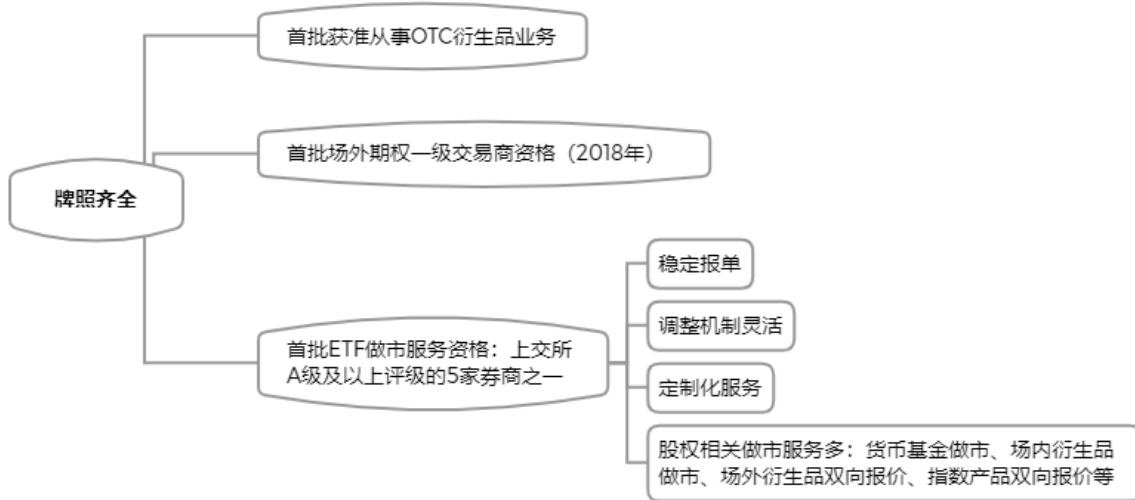 首批获准从事OTC衍生品业务
首批场外期权一级交易商资格（2018年）
牌照齐全
首批ETF做市服务资格：上交所
A级及以上评级的5家券商之一
稳定报单
调整机制灵活
定制化服务
股权相关做市服务多：货币基金做市、场内衍生品
做市、场外衍生品双向报价、指数产品双向报价等